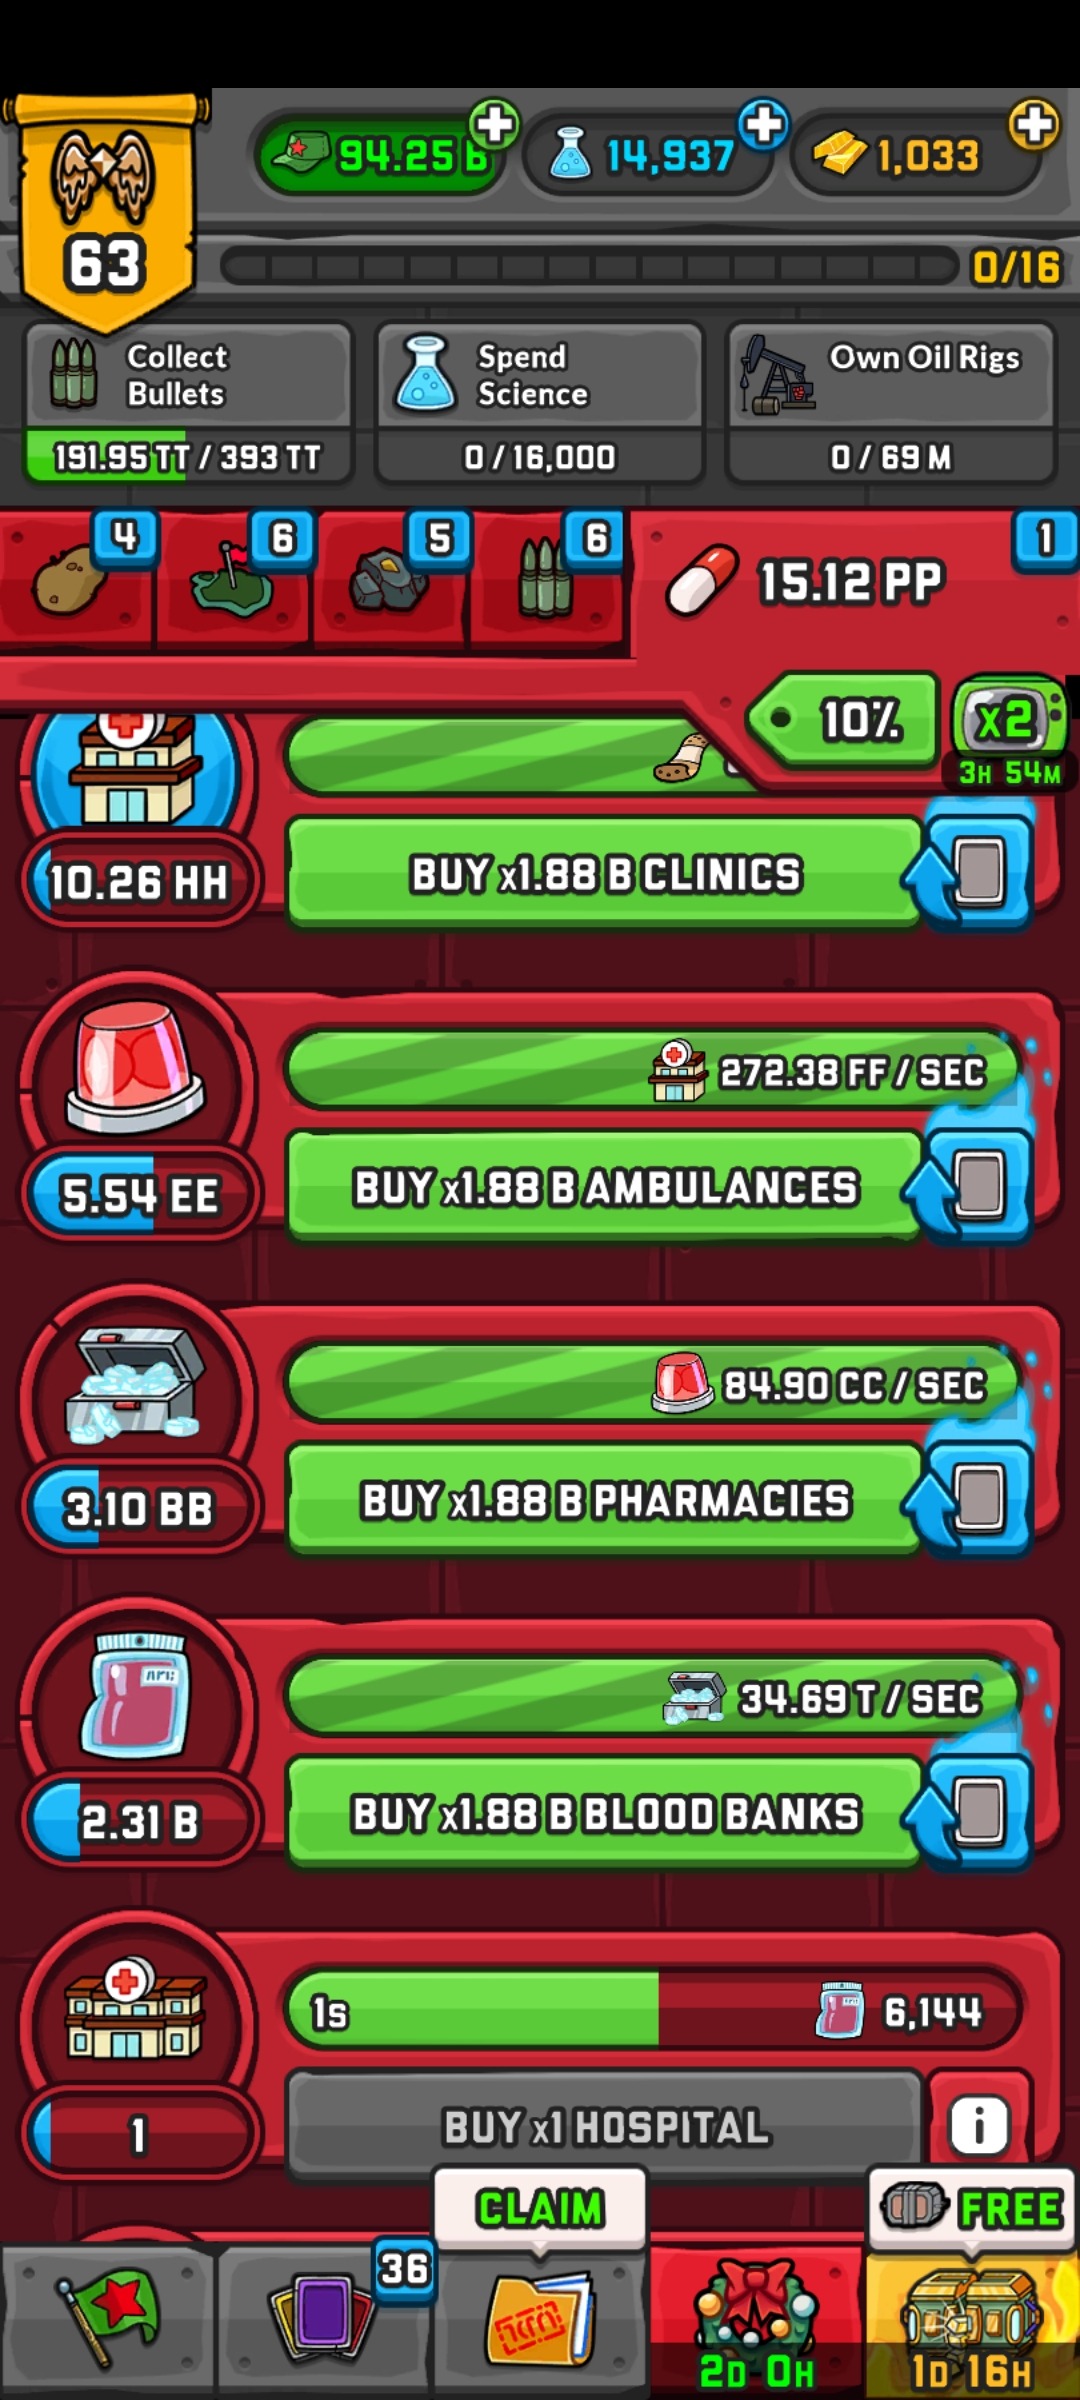 94.25 B
14,937
1,033
63
0/16
Collect
Bullets
191.95 TT / 393 TT
Spend
Science
0 / 16,000
Own Oil Rigs
0 / 69 M
4
6
5
6
15.12 PP
1
10%
x2
3H 54M
10.26 HH
BUY x1.88 B CLINICS
272.38 FF / SEC
5.54 EE
BUY x1.88 B AMBULANCES
84.90 CC / SEC
3.10 BB
BUY x1.88 B PHARMACIES
34.69 T / SEC
2.31 B
BUY x1.88 B BLOOD BANKS
1s
6,144
1
BUY x1 HOSPITAL
i
CLAIM
FREE
36
2D 0H
1D 16H